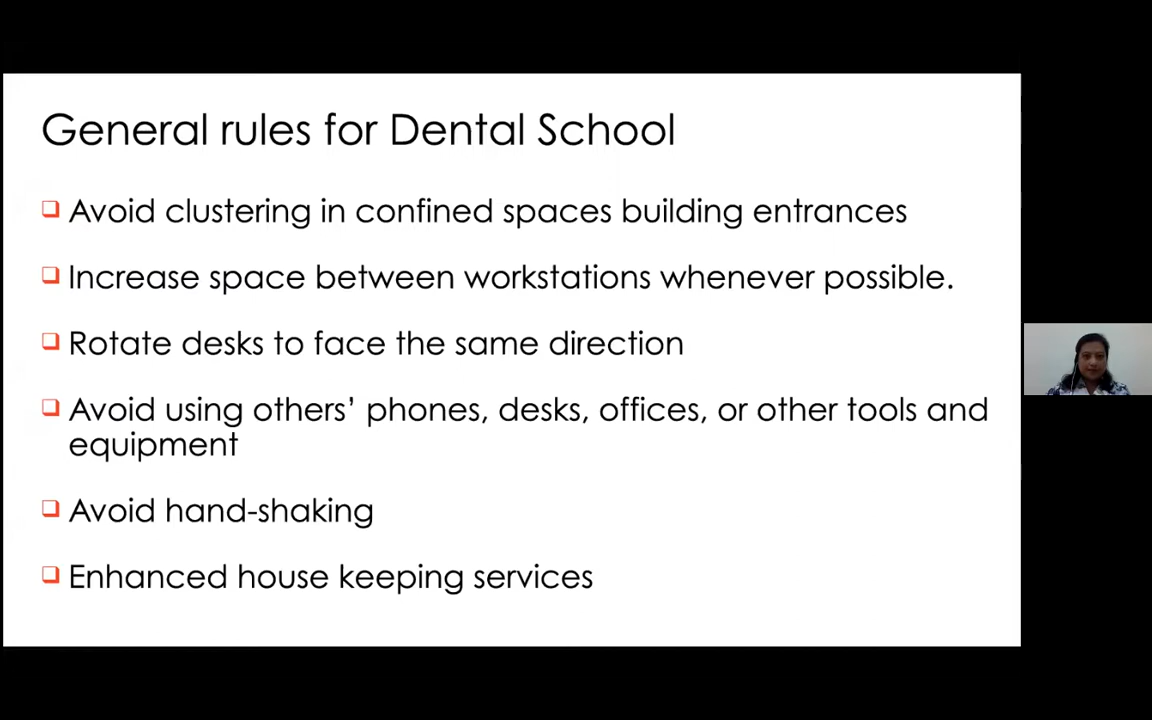 General rules for Dental School
Avoid clustering in confined spaces building entrances
Increase space between workstations whenever possible.
Rotate desks to face the same direction
Avoid using others’ phones, desks, offices, or other tools and
equipment
Avoid hand-shaking
Enhanced house keeping services